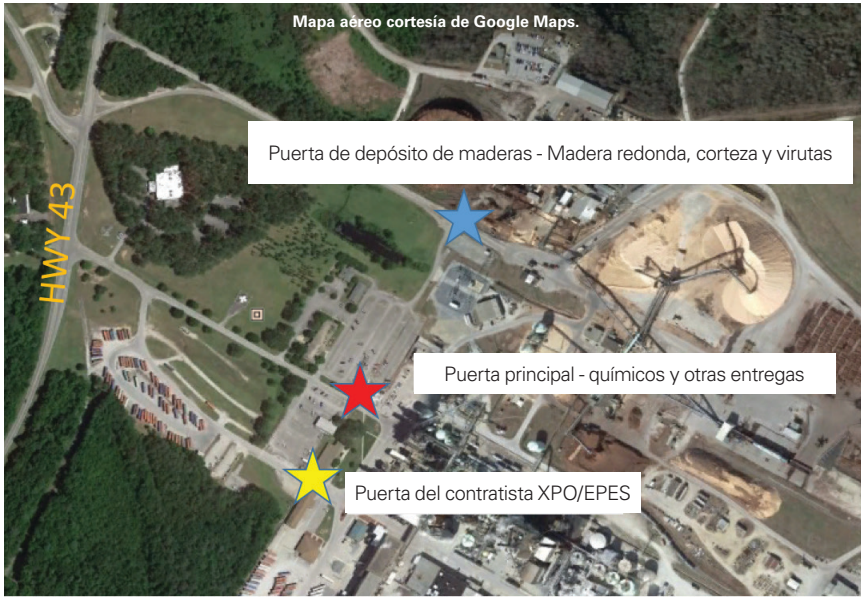 Mapa aéreo cortesía de Google Maps.
Puerta de depósito de maderas - Madera redonda, corteza y virutas
HWY 43
Puerta principal - químicos y otras entregas
Puerta del contratista XPO/EPES